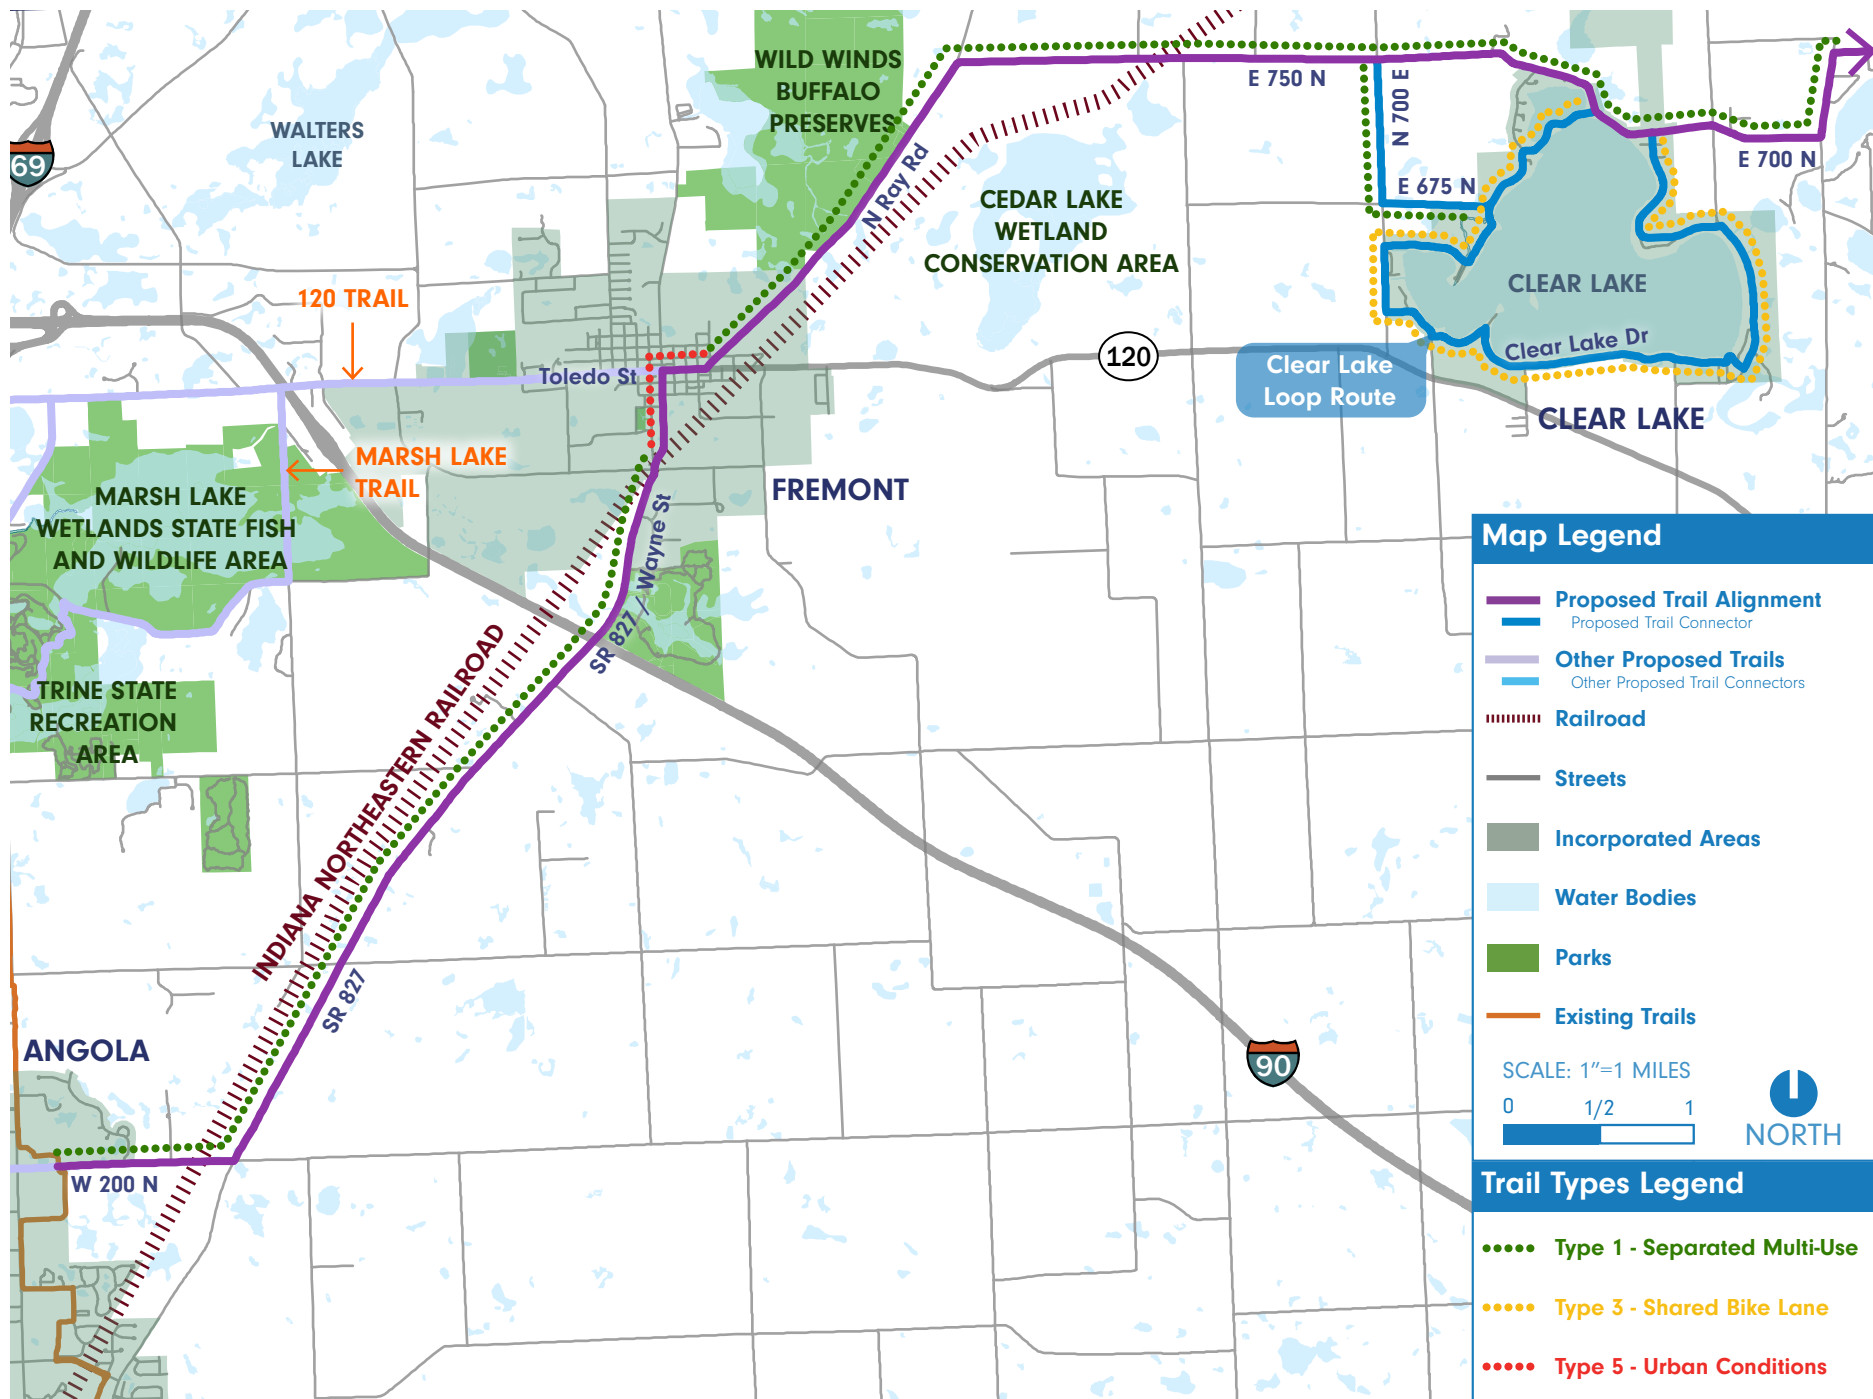 WILD WINDS
BUFFALO
PRESERVES
WALTERS
LAKE
69
E 750 N
N 700 E
E 700 N
E 675 N
N Ray Rd
CEDAR LAKE
WETLAND
CONSERVATION AREA
CLEAR LAKE
120 TRAIL
Toledo St
120
Clear Lake Dr
Clear Lake
Loop Route
CLEAR LAKE
MARSH LAKE
TRAIL
FREMONT
MARSH LAKE
WETLANDS STATE FISH
AND WILDLIFE AREA
SR 827 / Wayne St
TRINE STATE
RECREATION
AREA
INDIANA NORTHEASTERN RAILROAD
SR 827
ANGOLA
W 200 N
90
Map Legend
Proposed Trail Alignment
Proposed Trail Connector
Other Proposed Trails
Other Proposed Trail Connectors
Railroad
Streets
Incorporated Areas
Water Bodies
Parks
Existing Trails
SCALE: 1"=1 MILES
0 1/2 1
NORTH
Trail Types Legend
Type 1 - Separated Multi-Use
Type 3 - Shared Bike Lane
Type 5 - Urban Conditions